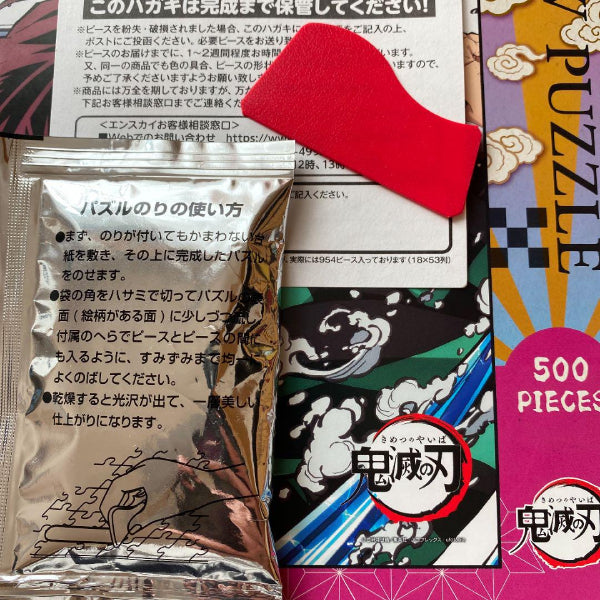 このハガキは完成まで保管してください!
※ピースを紛失・破損されました場合、このハガキに
ご記入の上、
ポストにご投函ください。必要ピースをお送り致
※ピースのお届けまでに、1~2週間程度お時間
又、同一の商品でも色の具合、ピースの形状
ますので、
予めご了承くださいますようお願い致し
※商品には万全を期しておりますが、万が
下記お客様相談窓口までご連絡くだ
<エンスカイお客様相談窓口>
■Webでのお問い合わせ https://ww
2時、13時
ご記入ください。
実際には954ピース入っております(18×53列)
パズルのりの使い方
●まず、のりが付いてもかまわない台
紙を敷き、その上に完成したパズル
をのせます。
●袋の角をハサミで切ってパズル
面(絵柄がある面)に少しづつ
付属のへらでピースとピースの間
も入るように、すみずみまで均
よくのばしてください。
●乾燥すると光沢が出て、一層美しい
仕上がりになります。
きめつのやいば
鬼滅の刃
PUZZLE
500
PIECES
きめつのやいば
鬼滅の刃